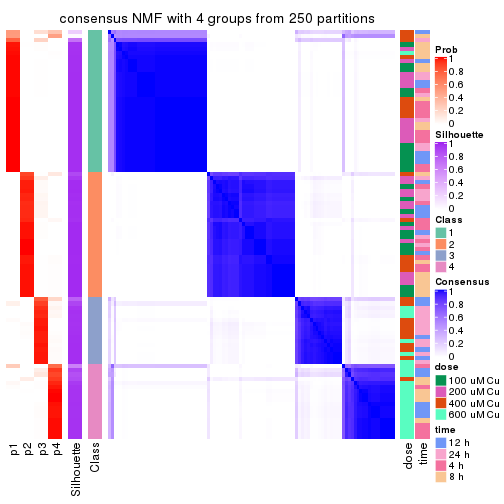 consensus NMF with 4 groups from 250 partitions
Prob
1
0.8
0.6
0.4
0.2
0
Silhouette
1
0.8
0.6
0.4
0.2
0
Class
1
2
3
4
Consensus
1
0.8
0.6
0.4
0.2
0
dose
100 uM Cu
200 uM Cu
400 uM Cu
600 uM Cu
time
12 h
24 h
4 h
8 h
p1
p2
p3
p4
Silhouette
Class
dose
time